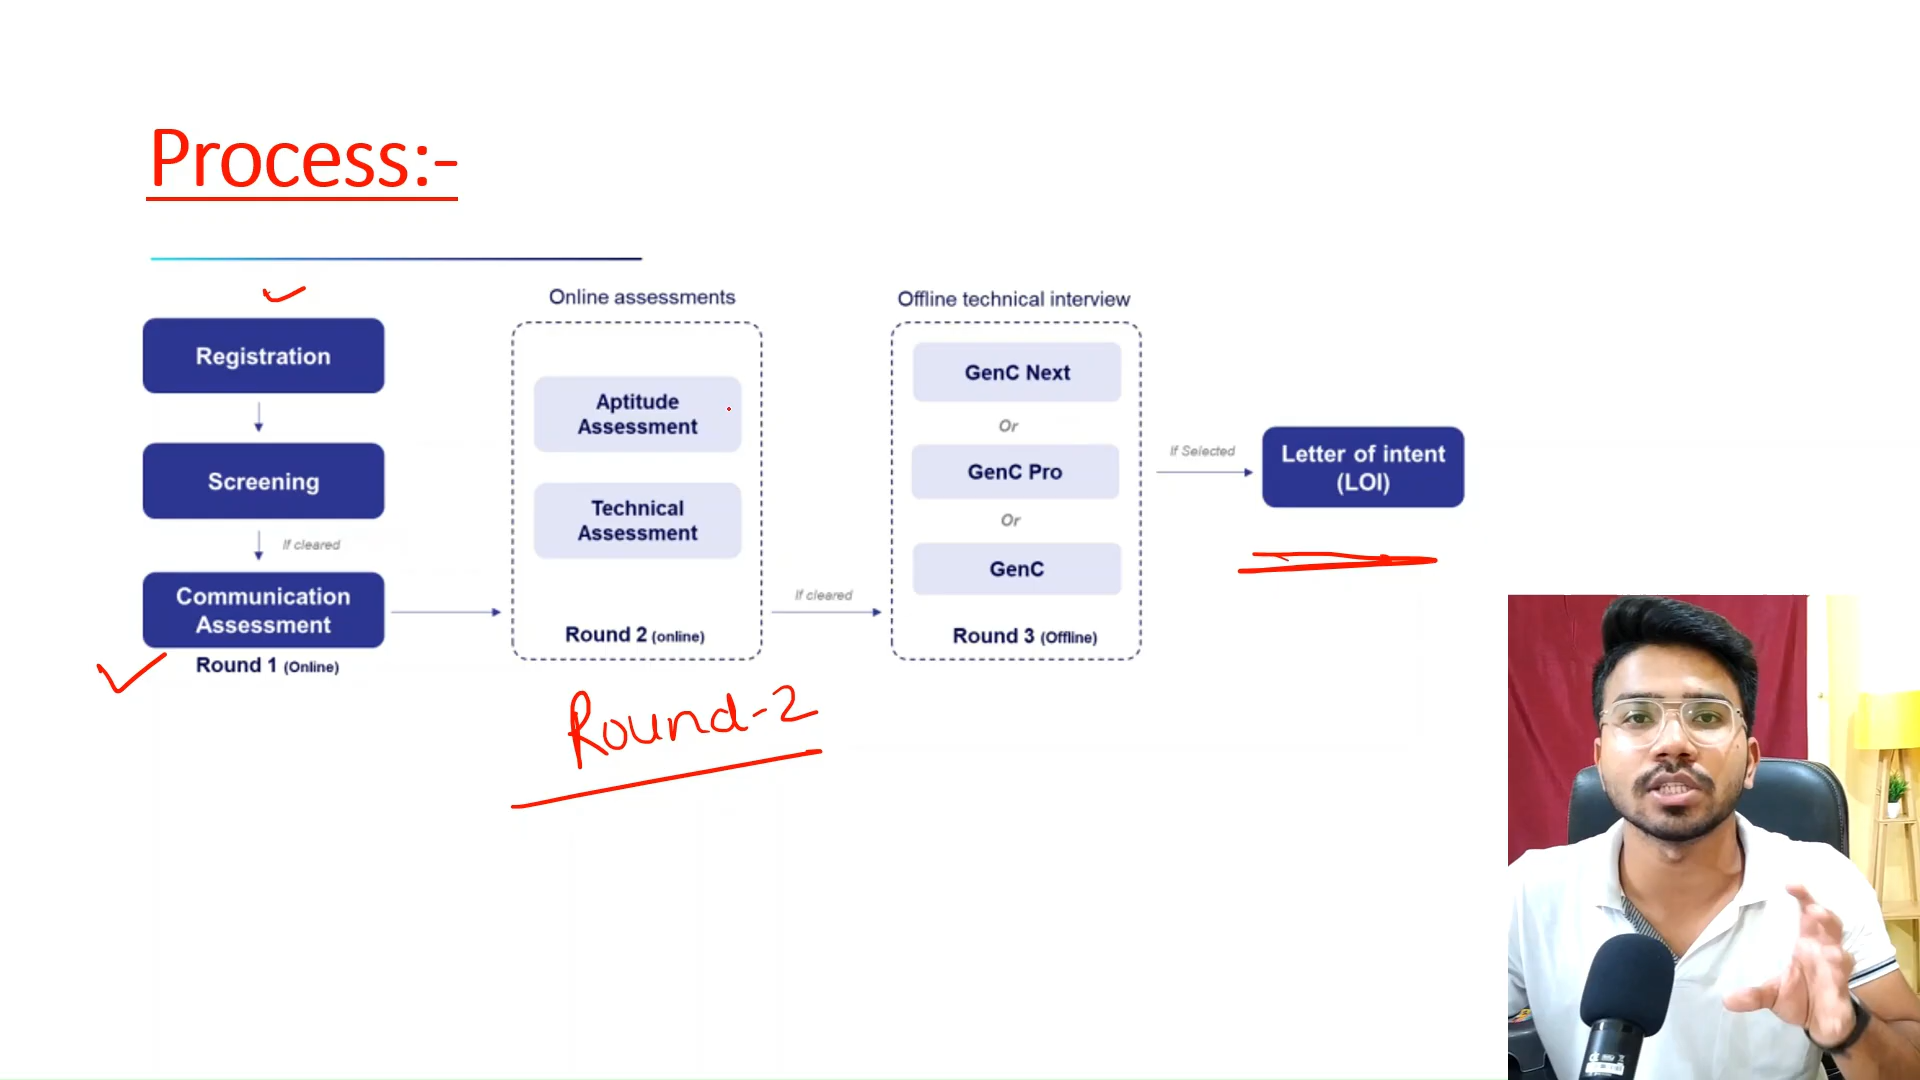 Process:-
Registration
Screening
If cleared
Communication
Assessment
Round 1 (Online)
Online assessments
Aptitude
Assessment
Technical
Assessment
Round 2 (online)
Round-2
If cleared
Offline technical interview
GenC Next
Or
GenC Pro
Or
GenC
Round 3 (Offline)
If Selected
Letter of intent
(LOI)